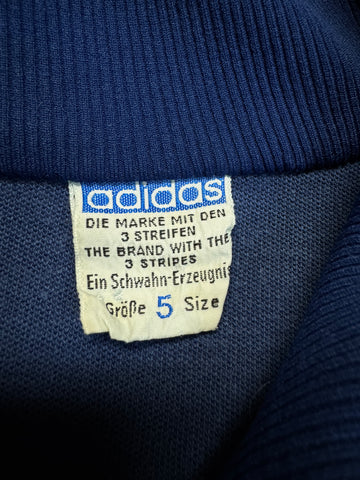 adidas
DIE MARKE MIT DEN
3 STREIFEN
THE BRAND WITH THE
3 STRIPES
Ein Schwahn-Erzeugnis
Größe 5 Size